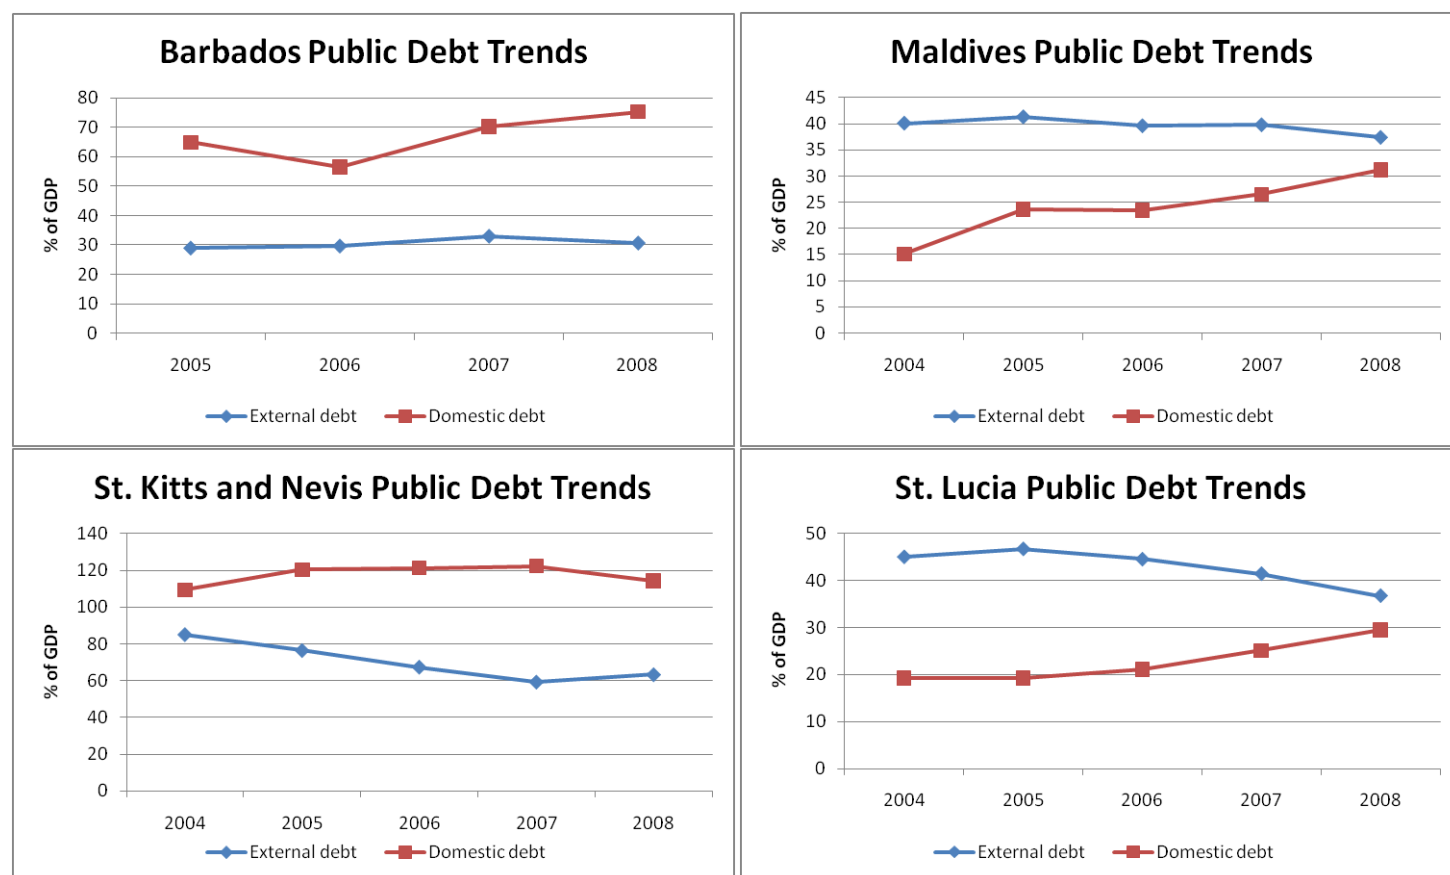 Barbados Public Debt Trends
80
70
60
50
40
30
20
10
0
% of GDP
2005 2006 2007 2008
External debt Domestic debt
Maldives Public Debt Trends
45
40
35
30
25
20
15
10
5
0
% of GDP
2004 2005 2006 2007 2008
External debt Domestic debt
St. Kitts and Nevis Public Debt Trends
140
120
100
80
60
40
20
0
% of GDP
2004 2005 2006 2007 2008
External debt Domestic debt
St. Lucia Public Debt Trends
50
40
30
20
10
0
% of GDP
2004 2005 2006 2007 2008
External debt Domestic debt